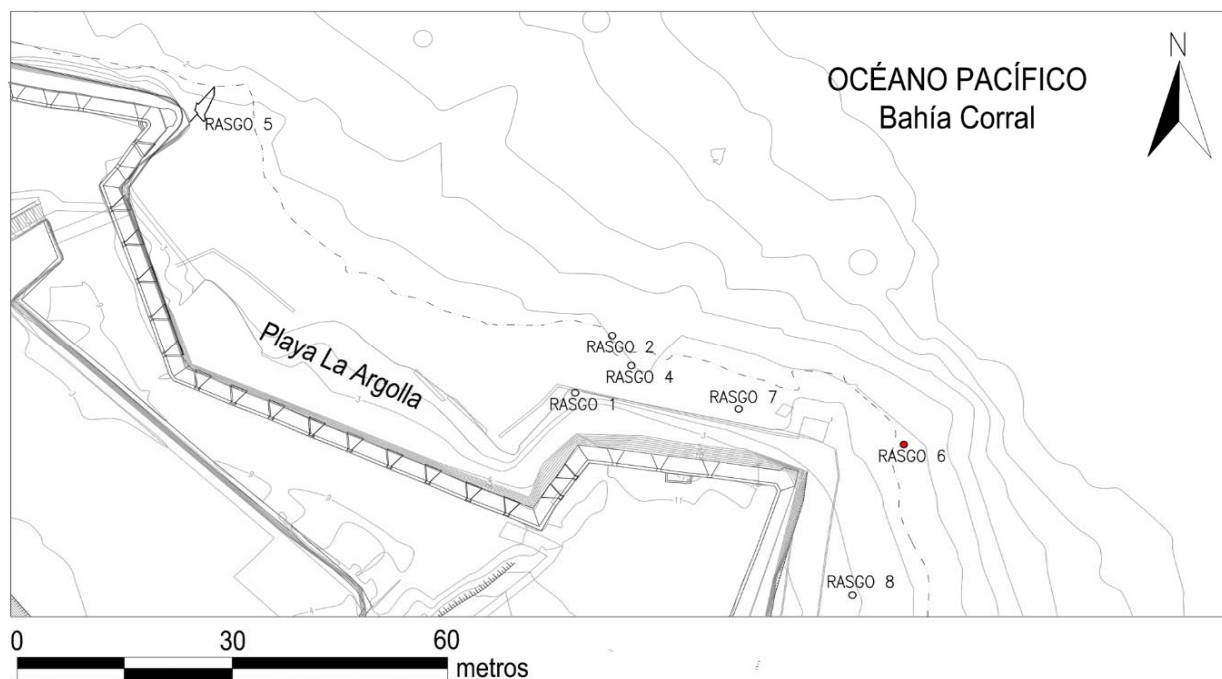 OCÉANO PACÍFICO
Bahía Corral
N
RASGO 5
Playa La Argolla
RASGO 2
RASGO 4
RASGO 1
RASGO 7
RASGO 6
11
RASGO 8
0 30 60
metros